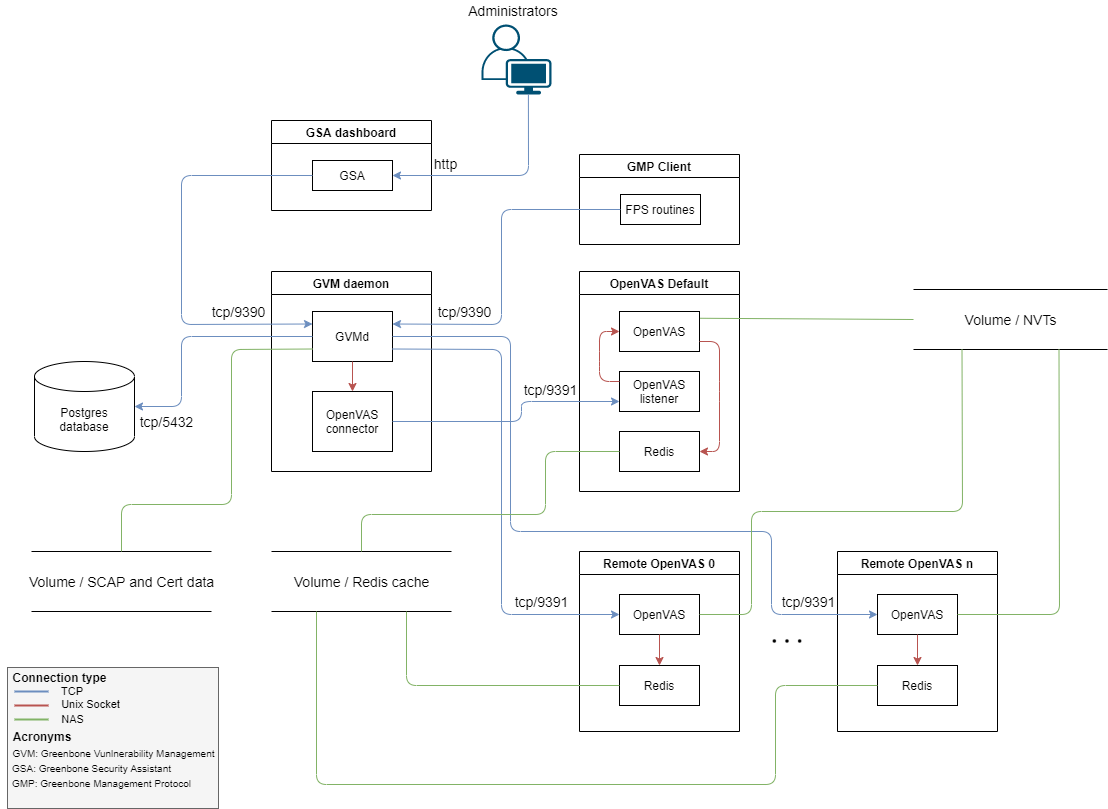 Administrators
GSA dashboard
GSA
http
GMP Client
FPS routines
GVM daemon
tcp/9390
tcp/9390
GVMd
OpenVAS
connector
OpenVAS Default
OpenVAS
tcp/9391
OpenVAS
listener
Redis
Volume / NVTs
Postgres
database
tcp/5432
Volume / SCAP and Cert data
Volume / Redis cache
Remote OpenVAS 0
tcp/9391
OpenVAS
Redis
. . .
Remote OpenVAS n
tcp/9391
OpenVAS
Redis
Connection type
TCP
Unix Socket
NAS
Acronyms
GVM: Greenbone Vunlnerability Management
GSA: Greenbone Security Assistant
GMP: Greenbone Management Protocol